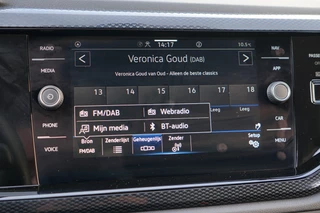 RADIO
14:17
10.5°c
NAV
Veronica Goud (DAB)
MEDIA
APP
Veronica Goud van Oud - Alleen de beste classics
13 14 15 16 17 18
FM/DAB Webradio
Leeg Leeg
PHONE
Mijn media BT-audio
CAR
VOICE
Bron Zenderlijst Geheugenlijst Zender Setup
FM/DAB